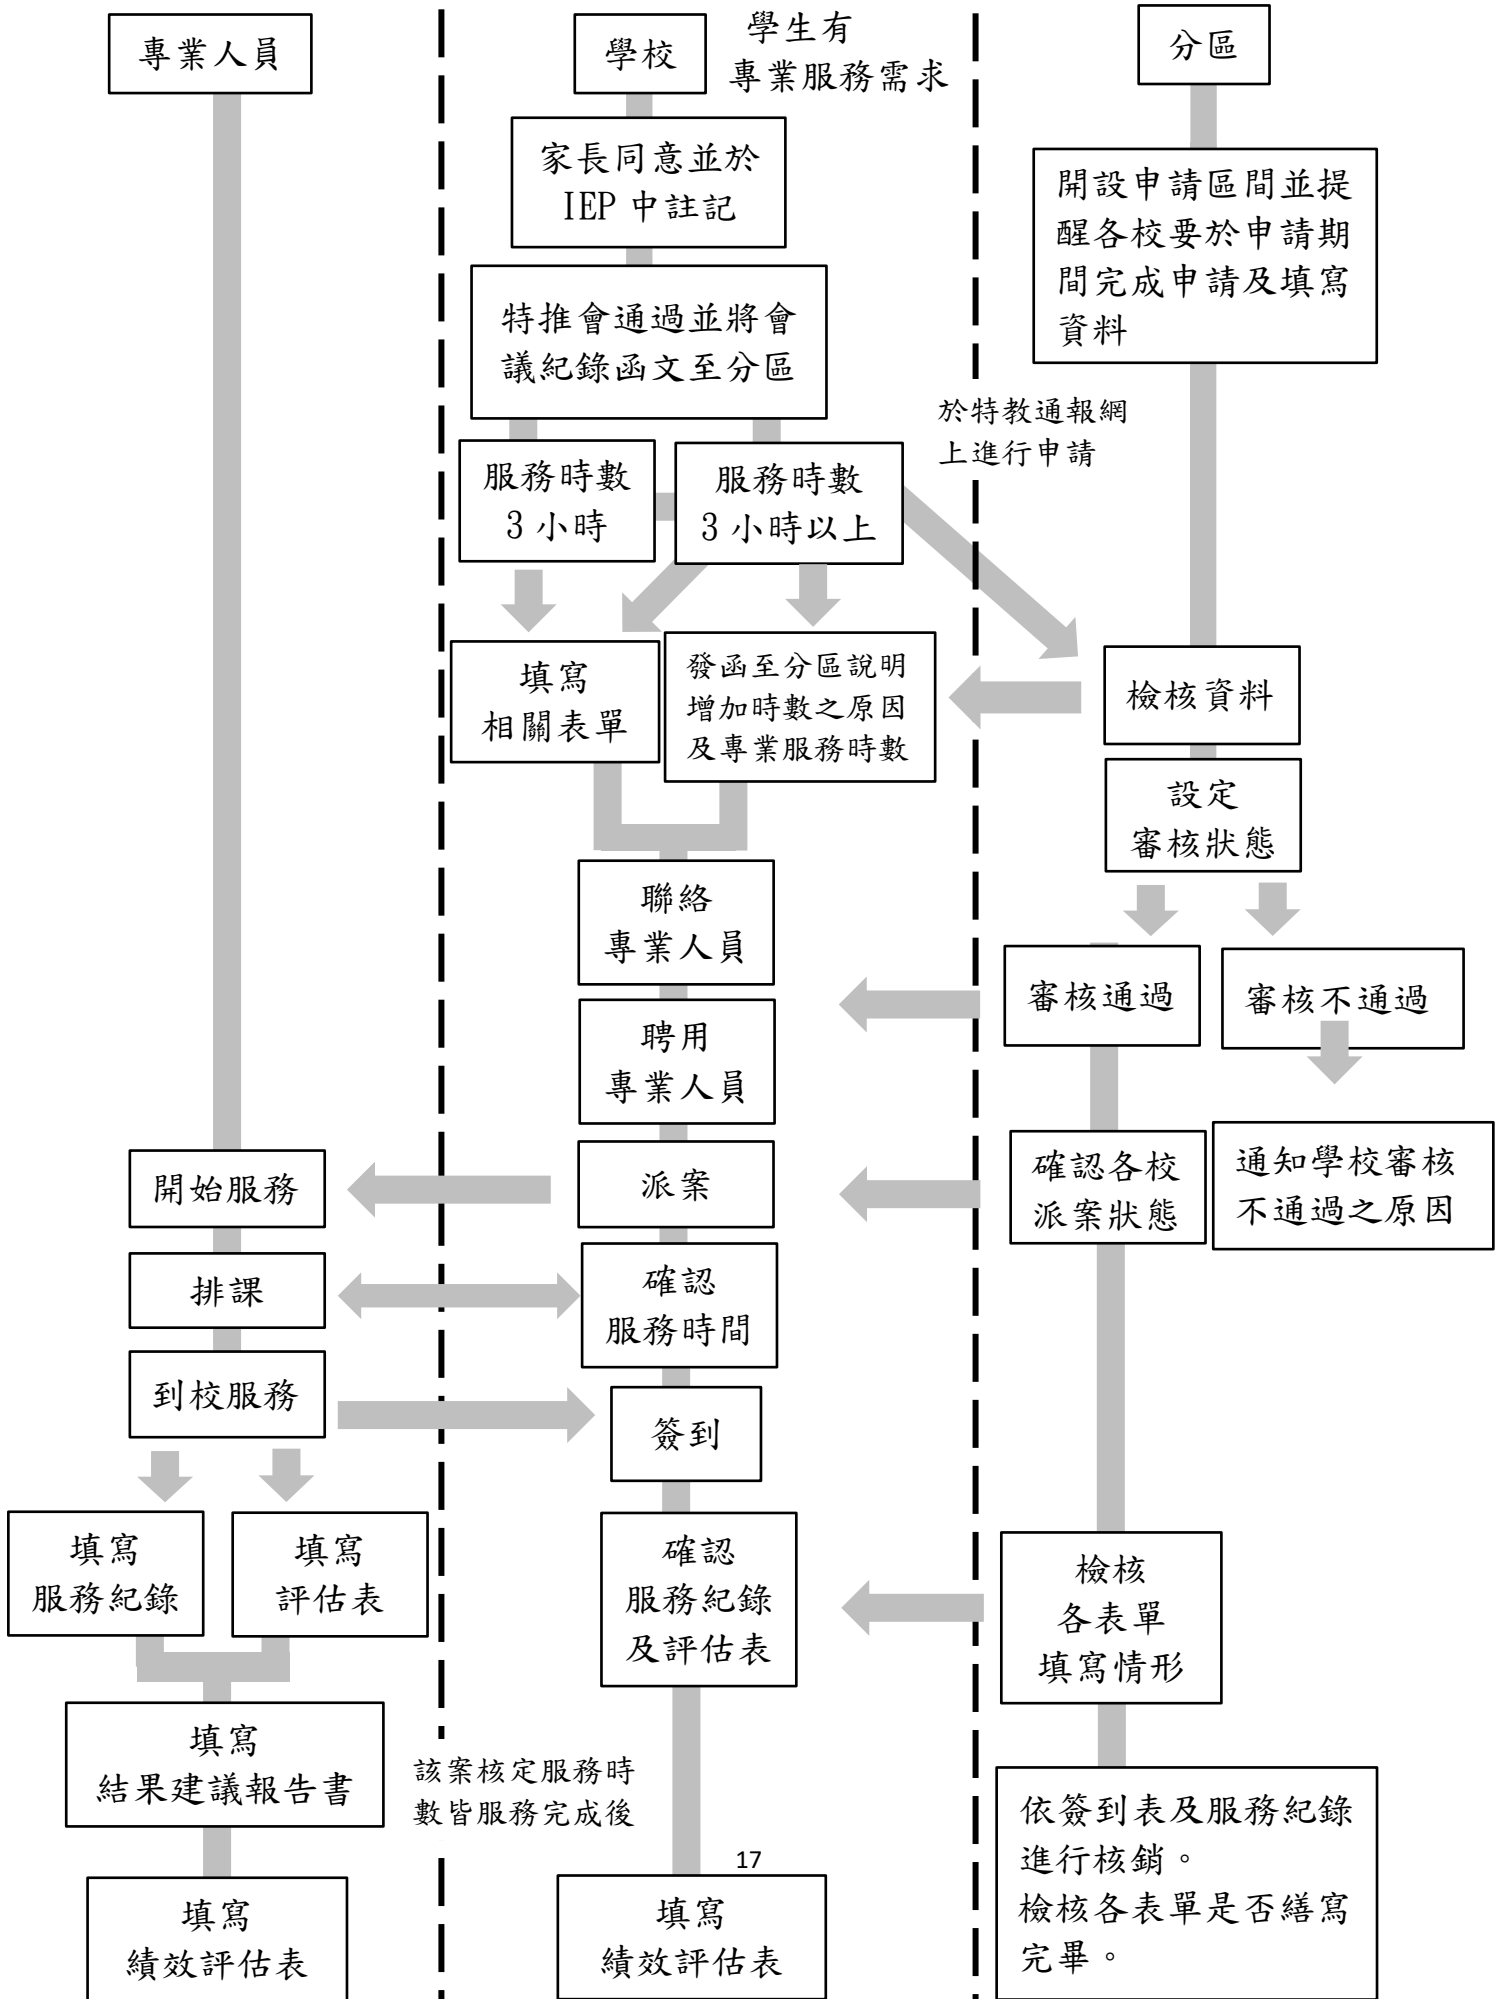 專業人員
學校
學生有
專業服務需求
分區
家長同意並於
IEP 中註記
開設申請區間並提
醒各校要於申請期
間完成申請及填寫
資料
特推會通過並將會
議紀錄函文至分區
於特教通報網
上進行申請
服務時數
3 小時
服務時數
3 小時以上
填寫
相關表單
發函至分區說明
增加時數之原因
及專業服務時數
檢核資料
設定
審核狀態
聯絡
專業人員
審核通過
審核不通過
聘用
專業人員
開始服務
派案
確認各校
派案狀態
通知學校審核
不通過之原因
排課
確認
服務時間
到校服務
簽到
填寫
服務紀錄
填寫
評估表
確認
服務紀錄
及評估表
檢核
各表單
填寫情形
填寫
結果建議報告書
該案核定服務時
數皆服務完成後
依簽到表及服務紀錄
進行核銷。
檢核各表單是否繕寫
完畢。
17
填寫
績效評估表
填寫
績效評估表